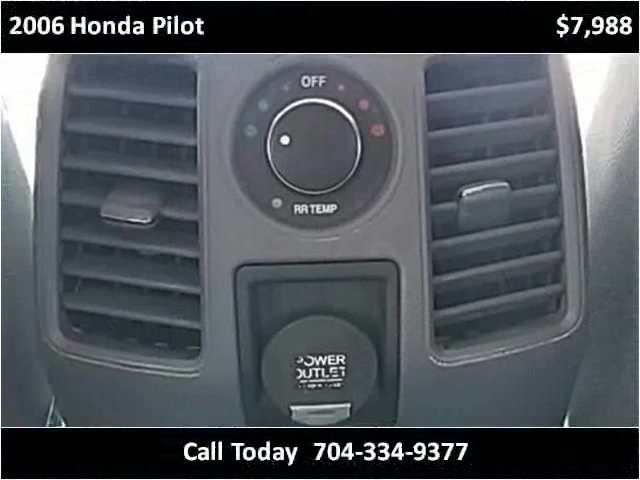 2006 Honda Pilot
$7,988
OFF
RR TEMP
POWER
OUTLET
Call Today 704-334-9377